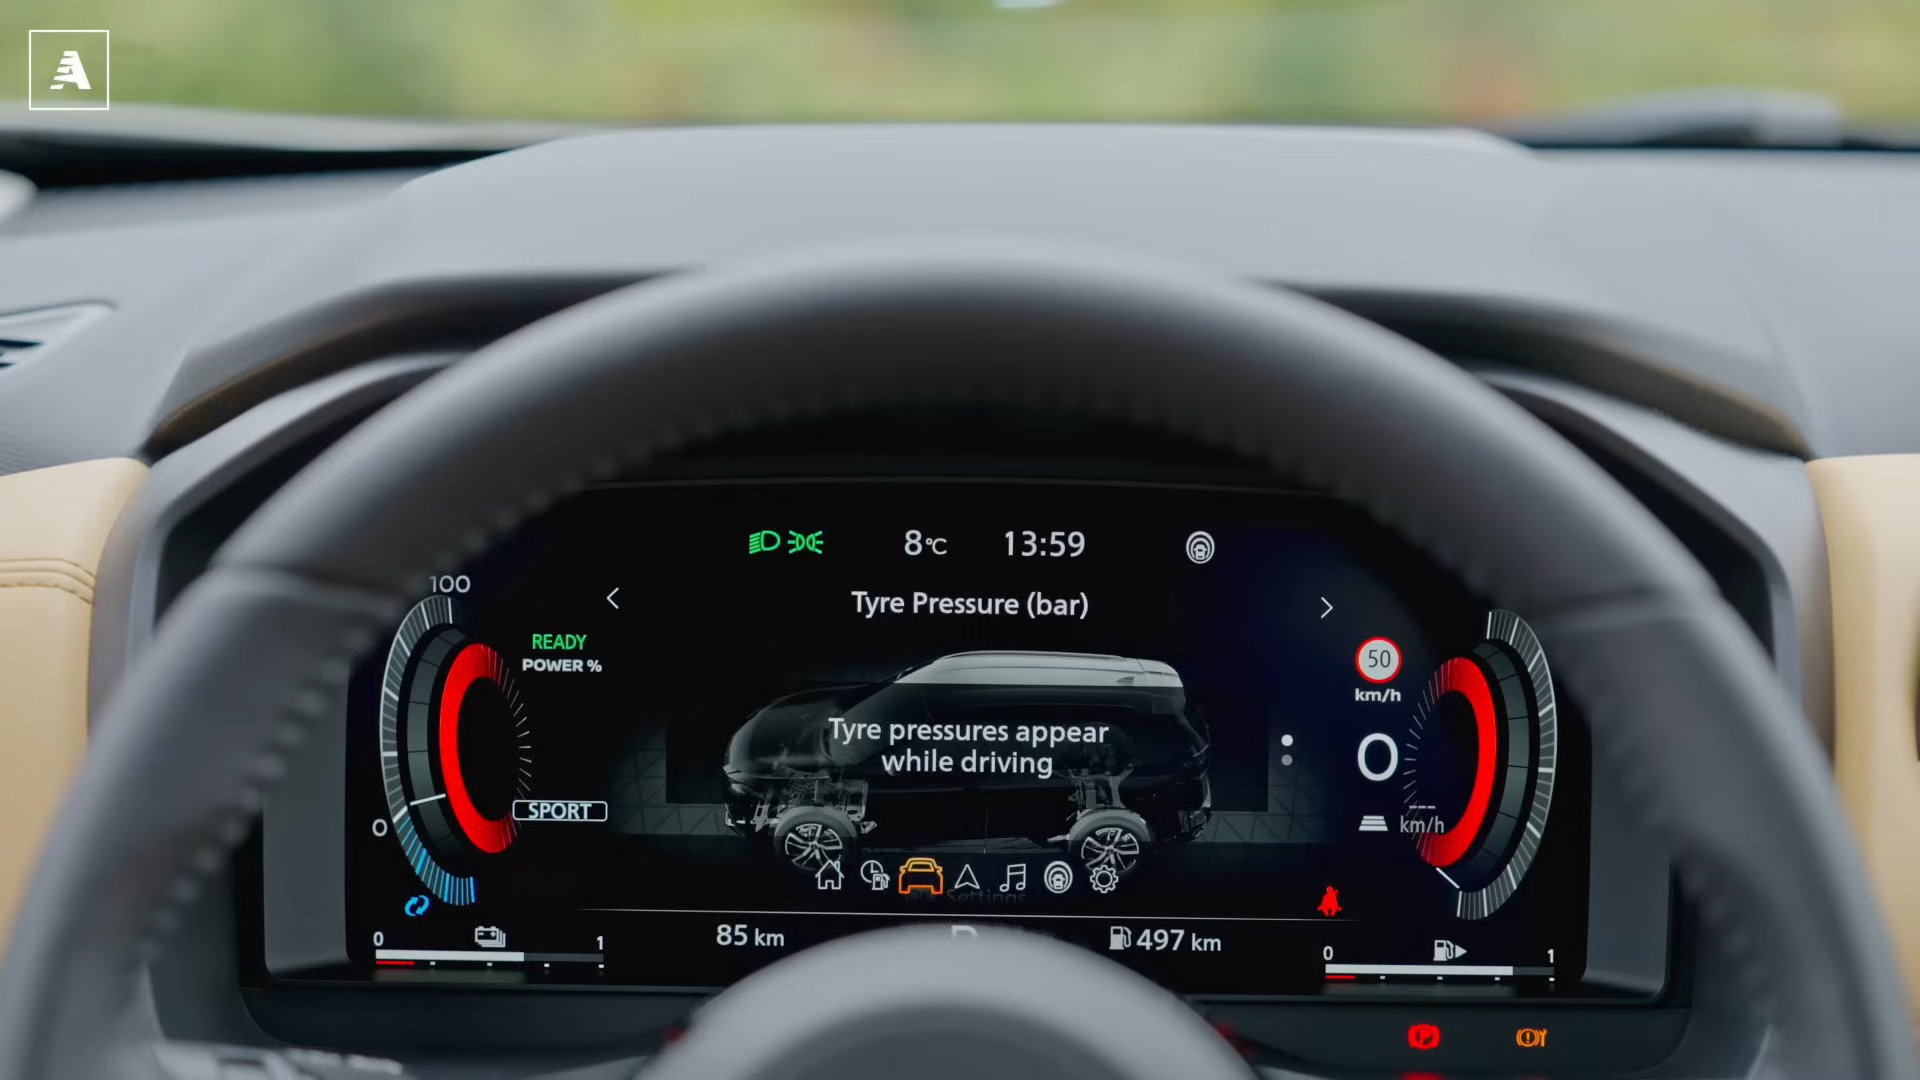 A
8°C 13:59
100
Tyre Pressure (bar)
READY
POWER %
50
km/h
Tyre pressures appear
while driving
0
SPORT
0
--- km/h
Settings
85 km
P
497 km
0 1
0 1